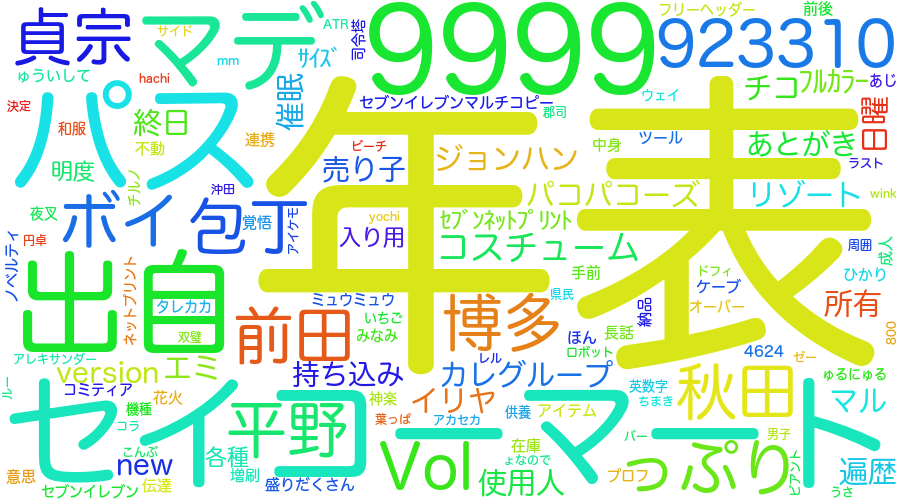 貞宗
マデ
サイド
ATR
司令塔
9999
フリーヘッダー
前後
923310
mm
ｻｲｽﾞ
ゅういして
hachi
パス
催眠
セブンイレブンマルチコピー
ウェイ
チコ
フルカラー
あじ
決定
和服
終日
郡司
年表
日曜
不動
連携
ビーチ
ジョンハン
中身
ツール
あとがき
ラスト
明度
売り子
チルノ
沖田
パコパコーズ
ドフィ
リゾート
wink
夜叉
ボイ
包丁
覚悟
アイケモ
yochi
ｾﾌﾞﾝﾈｯﾄﾌﾟﾘﾝﾄ
ノベルティ
円卓
入り用
コスチューム
周囲
成人
出自
ネットプリント
タレカカ
ミュウミュウ
手前
ケーブ
ひかり
双璧
前田
いちご
みなみ
博多
県民
納品
オーバー
所有
800
ほん
長話
アレキサンダー
version
エミ
持ち込み
レル
ロボット
4624
ゼー
カレグループ
秋田
ゅるにゅる
ルー
コミティア
機種
花火
神楽
イリヤ
供養
アイテム
英数字
ちまき
マル
セイコーマート
コラ
平野
葉っぱ
アカセカ
バー
男子
こんぶ
new
各種
Vol
在庫
ょなので
っぷり
ピアント
遍歴
意思
セブンイレブン
伝達
増刷
盛りだくさん
使用人
プロフ
うさ